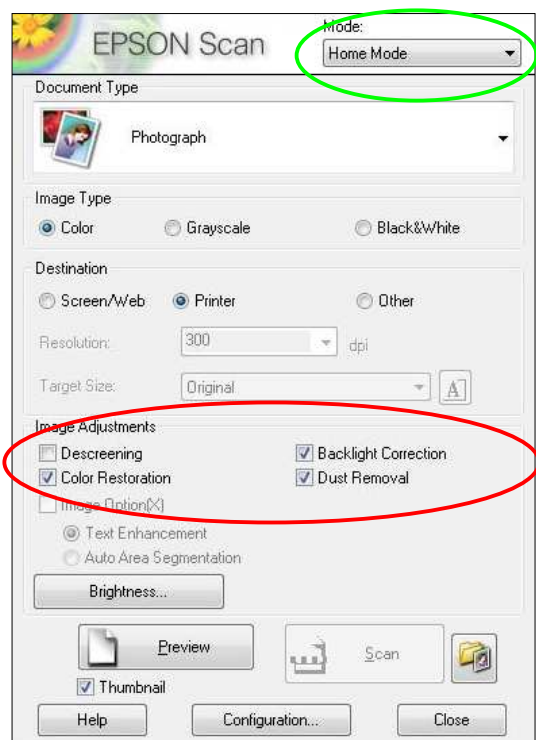 EPSON Scan
Mode:
Home Mode
Document Type
Photograph
Image Type
Color Grayscale Black&White
Destination
Screen/Web Printer Other
Resolution: 300 dpi
Target Size: Original A
Image Adjustments
Descreening Backlight Correction
Color Restoration Dust Removal
Image Option(X)
Text Enhancement
Auto Area Segmentation
Brightness...
Preview Scan
Thumbnail
Help Configuration... Close